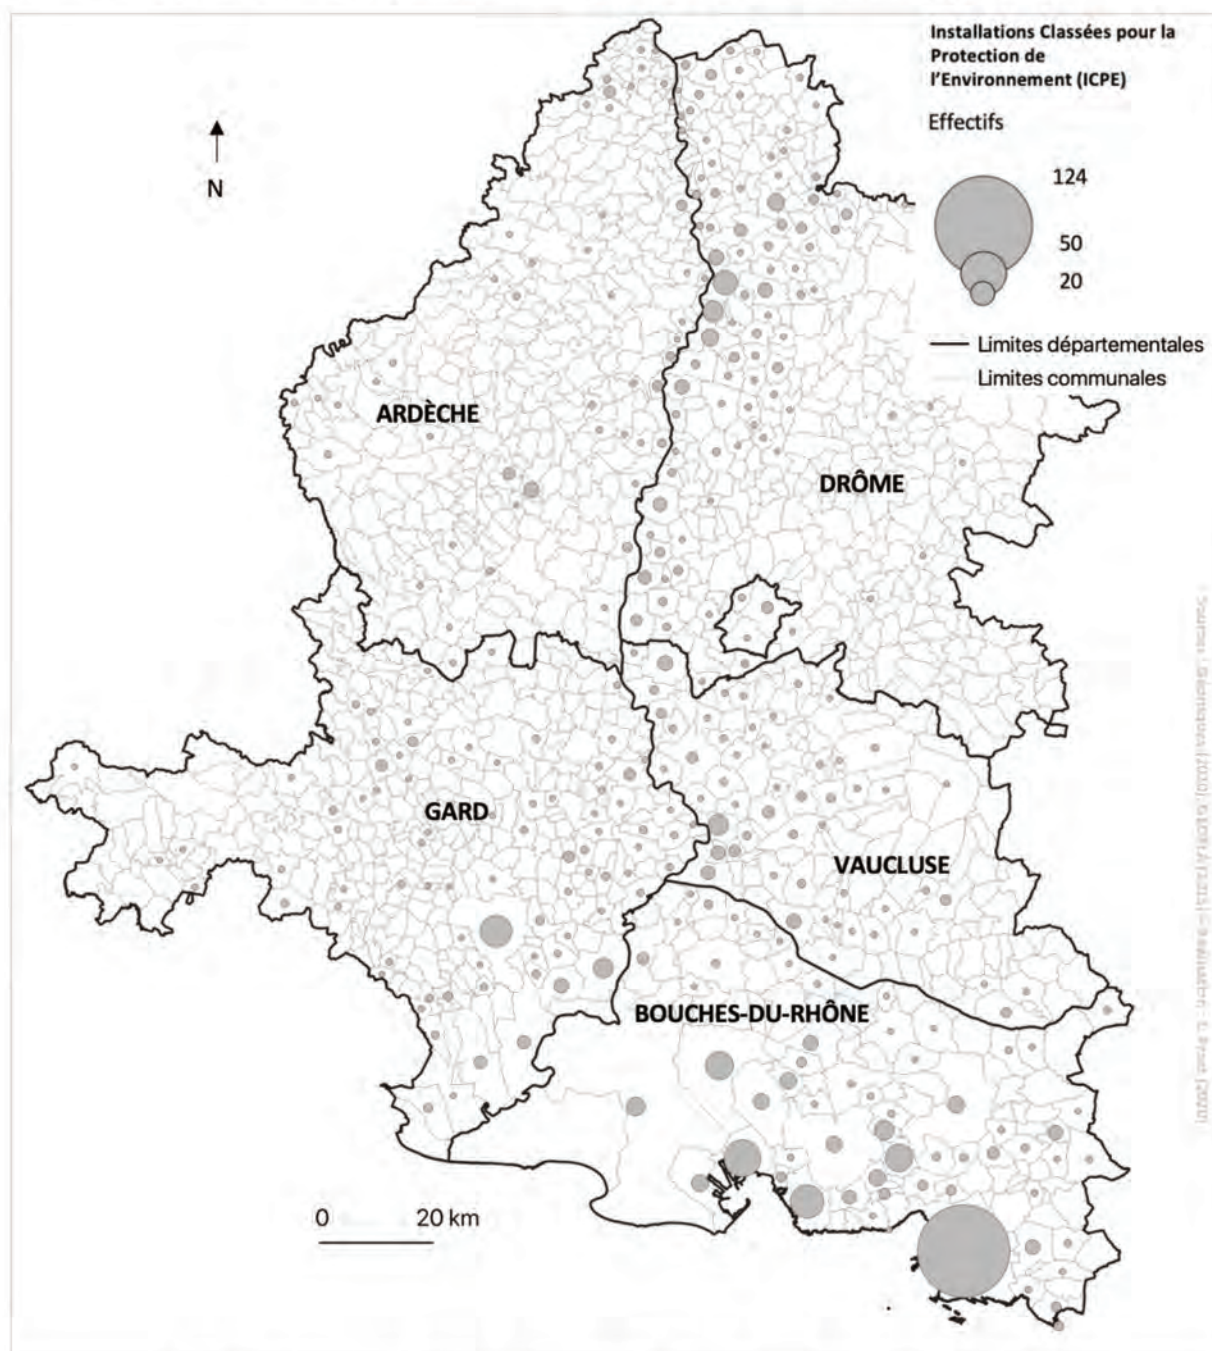 Installations Classées pour la
Protection de
l'Environnement (ICPE)
Effectifs
124
50
20
Limites départementales
Limites communales
N
ARDÈCHE
DRÔME
GARD
VAUCLUSE
BOUCHES-DU-RHÔNE
0 20 km